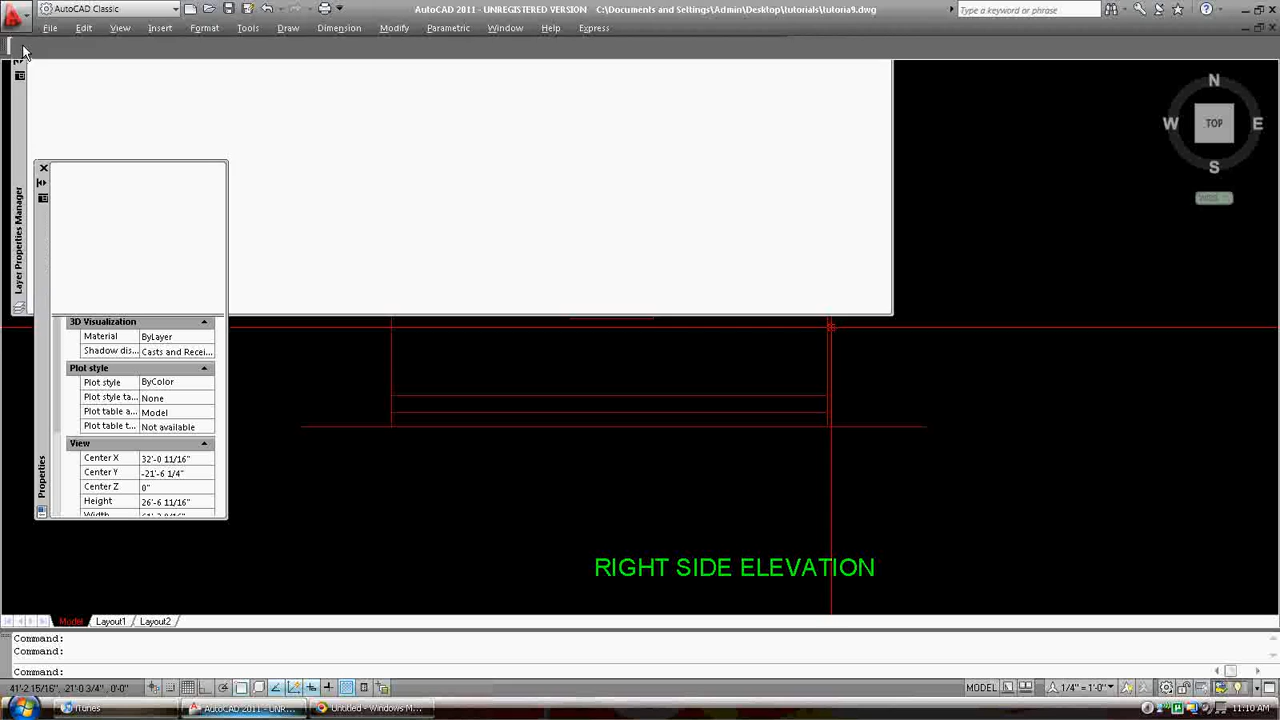 AutoCAD Classic
AutoCAD 2011 - UNREGISTERED VERSION C:\Documents and Settings\Admin\Desktop\tutorials\tutoria9.dwg
Type a keyword or phrase
File Edit View Insert Format Tools Draw Dimension Modify Parametric Window Help Express
N
W TOP E
S
Layer Properties Manager
3D Visualization
Material ByLayer
Shadow dis... Casts and Recei...
Plot style
Plot style ByColor
Plot style ta... None
Plot table a... Model
Plot table t... Not available
View
Center X 32'-0 11/16"
Center Y -21'-6 1/4"
Center Z 0"
Height 26'-6 11/16"
Properties
RIGHT SIDE ELEVATION
Model Layout1 Layout2
Command:
Command:
Command:
41'-2 15/16", 21'-0 3/4", 0'-0" MODEL 1/4" = 1'-0"
iTunes AutoCAD 2011 - UNR... Untitled - Windows M... 11:10 AM